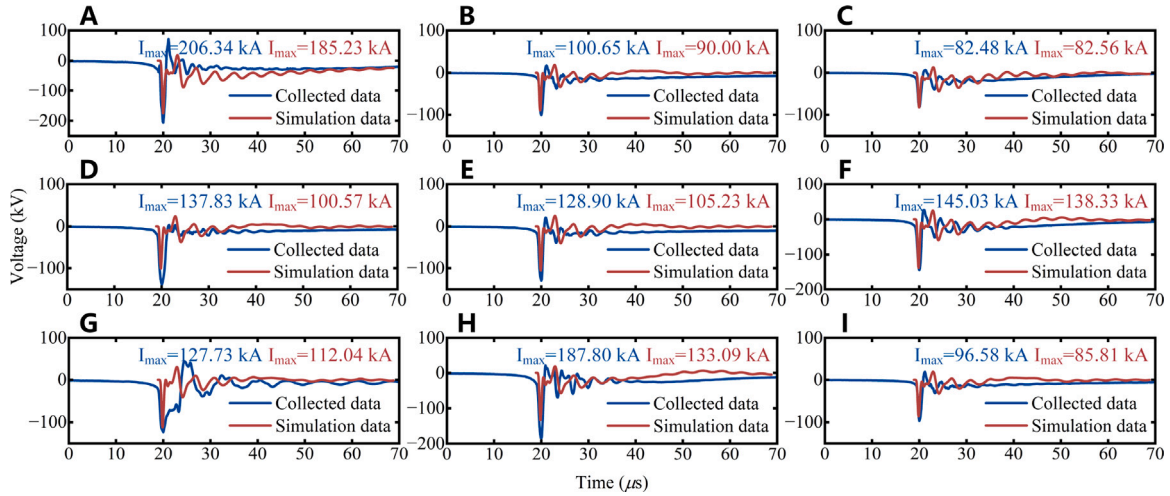 A
B
C
100
0
−100
−200
0 10 20 30 40 50 60 70
Imax=206.34 kA Imax=185.23 kA
Collected data
Simulation data
100
0
−100
0 10 20 30 40 50 60 70
Imax=100.65 kA Imax=90.00 kA
Collected data
Simulation data
100
0
−100
0 10 20 30 40 50 60 70
Imax=82.48 kA Imax=82.56 kA
Collected data
Simulation data
Voltage (kV)
D
E
F
100
0
−100
0 10 20 30 40 50 60 70
Imax=137.83 kA Imax=100.57 kA
Collected data
Simulation data
100
0
−100
0 10 20 30 40 50 60 70
Imax=128.90 kA Imax=105.23 kA
Collected data
Simulation data
100
0
−100
−200
0 10 20 30 40 50 60 70
Imax=145.03 kA Imax=138.33 kA
Collected data
Simulation data
G
H
I
100
0
−100
0 10 20 30 40 50 60 70
Imax=127.73 kA Imax=112.04 kA
Collected data
Simulation data
100
0
−100
−200
0 10 20 30 40 50 60 70
Imax=187.80 kA Imax=133.09 kA
Collected data
Simulation data
100
0
−100
0 10 20 30 40 50 60 70
Imax=96.58 kA Imax=85.81 kA
Collected data
Simulation data
Time (μs)